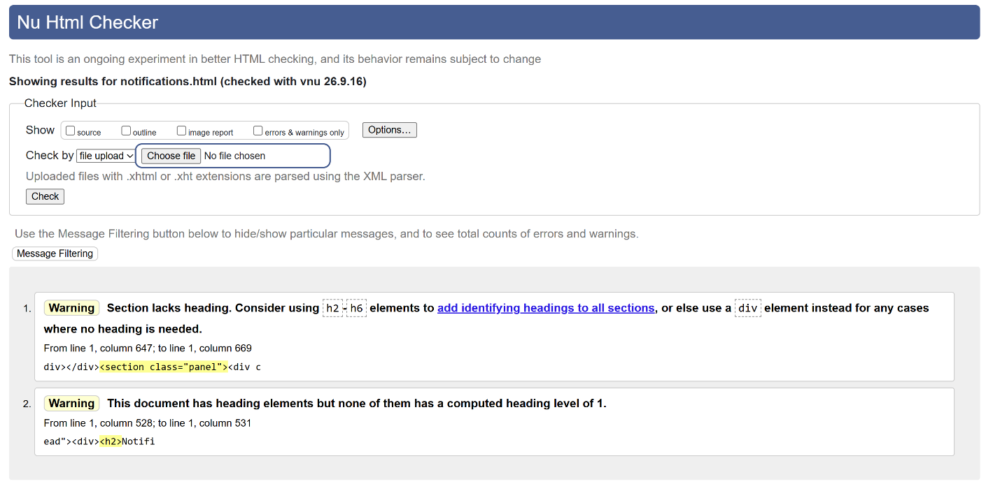 Nu Html Checker
This tool is an ongoing experiment in better HTML checking, and its behavior remains subject to change
Showing results for notifications.html (checked with vnu 26.9.16)
Checker Input
Show source outline image report errors & warnings only Options...
Check by file upload Choose file No file chosen
Uploaded files with .xhtml or .xht extensions are parsed using the XML parser.
Check
Use the Message Filtering button below to hide/show particular messages, and to see total counts of errors and warnings.
Message Filtering
1. Warning Section lacks heading. Consider using h2-h6 elements to add identifying headings to all sections, or else use a div element instead for any cases
where no heading is needed.
From line 1, column 647; to line 1, column 669
div></div><section class="panel"><div c
2. Warning This document has heading elements but none of them has a computed heading level of 1.
From line 1, column 528; to line 1, column 531
ead"><div><h2>Notifi